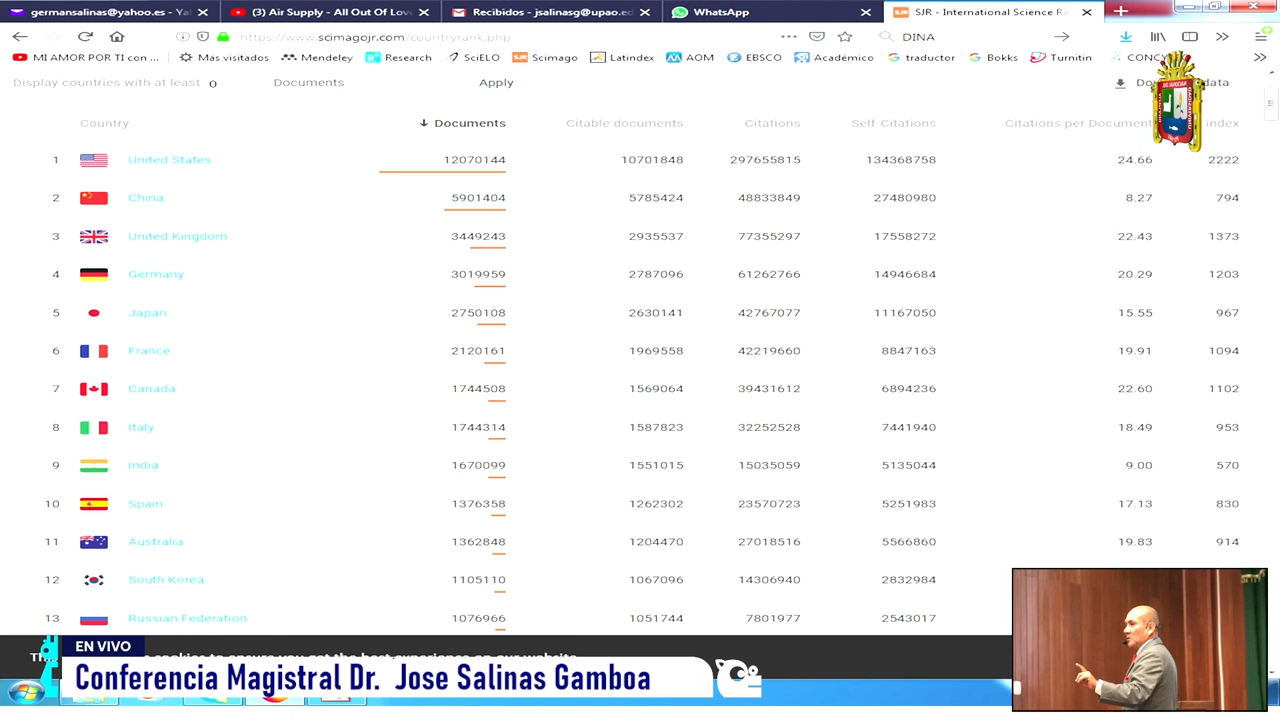 germansalinas@yahoo.es - Ya
(3) Air Supply - All Out Of Lov
Recibidos - jsalinasg@upao.ed
WhatsApp
SJR - International Science Ra
https://www.scimagojr.com/countryrank.php
DINA
MI AMOR POR TI con ...
Más visitados
Mendeley
Research
SciELO
Scimago
Latindex
AOM
EBSCO
Académico
traductor
Bokks
Turnitin
CONC
Display countries with at least 0 Documents Apply
data
Country Documents Citable documents Citations Self-Citations Citations per Document index
1 United States 12070144 10701848 297655815 134368758 24.66 2222
2 China 5901404 5785424 48833849 27480980 8.27 794
3 United Kingdom 3449243 2935537 77355297 17558272 22.43 1373
4 Germany 3019959 2787096 61262766 14946684 20.29 1203
5 Japan 2750108 2630141 42767077 11167050 15.55 967
6 France 2120161 1969558 42219660 8847163 19.91 1094
7 Canada 1744508 1569064 39431612 6894236 22.60 1102
8 Italy 1744314 1587823 32252528 7441940 18.49 953
9 India 1670099 1551015 15035059 5135044 9.00 570
10 Spain 1376358 1262302 23570723 5251983 17.13 830
11 Australia 1362848 1204470 27018516 5566860 19.83 914
12 South Korea 1105110 1067096 14306940 2832984
13 Russian Federation 1076966 1051744 7801977 2543017
EN VIVO
Conferencia Magistral Dr. Jose Salinas Gamboa